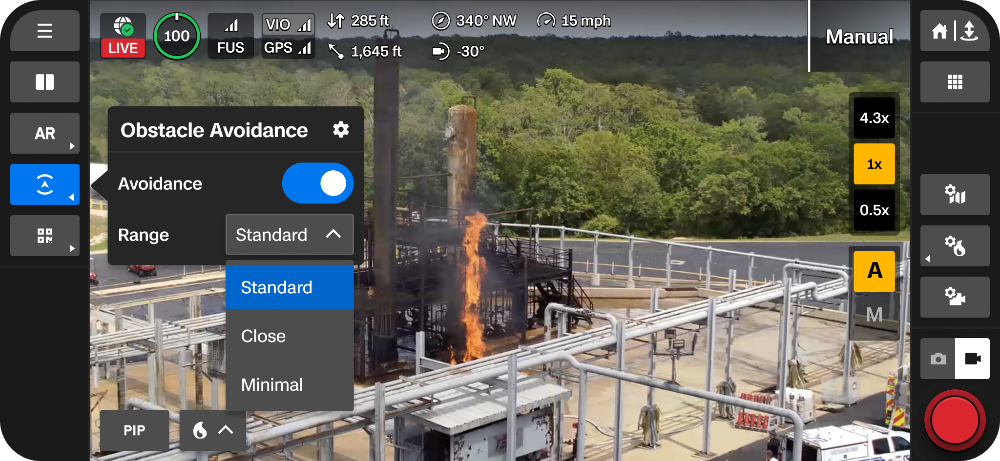 LIVE
100
FUS
VIO
GPS
285 ft
1,645 ft
340° NW
-30°
15 mph
Manual
AR
Obstacle Avoidance
Avoidance
Range
Standard
Standard
Close
Minimal
4.3x
1x
0.5x
A
M
PIP